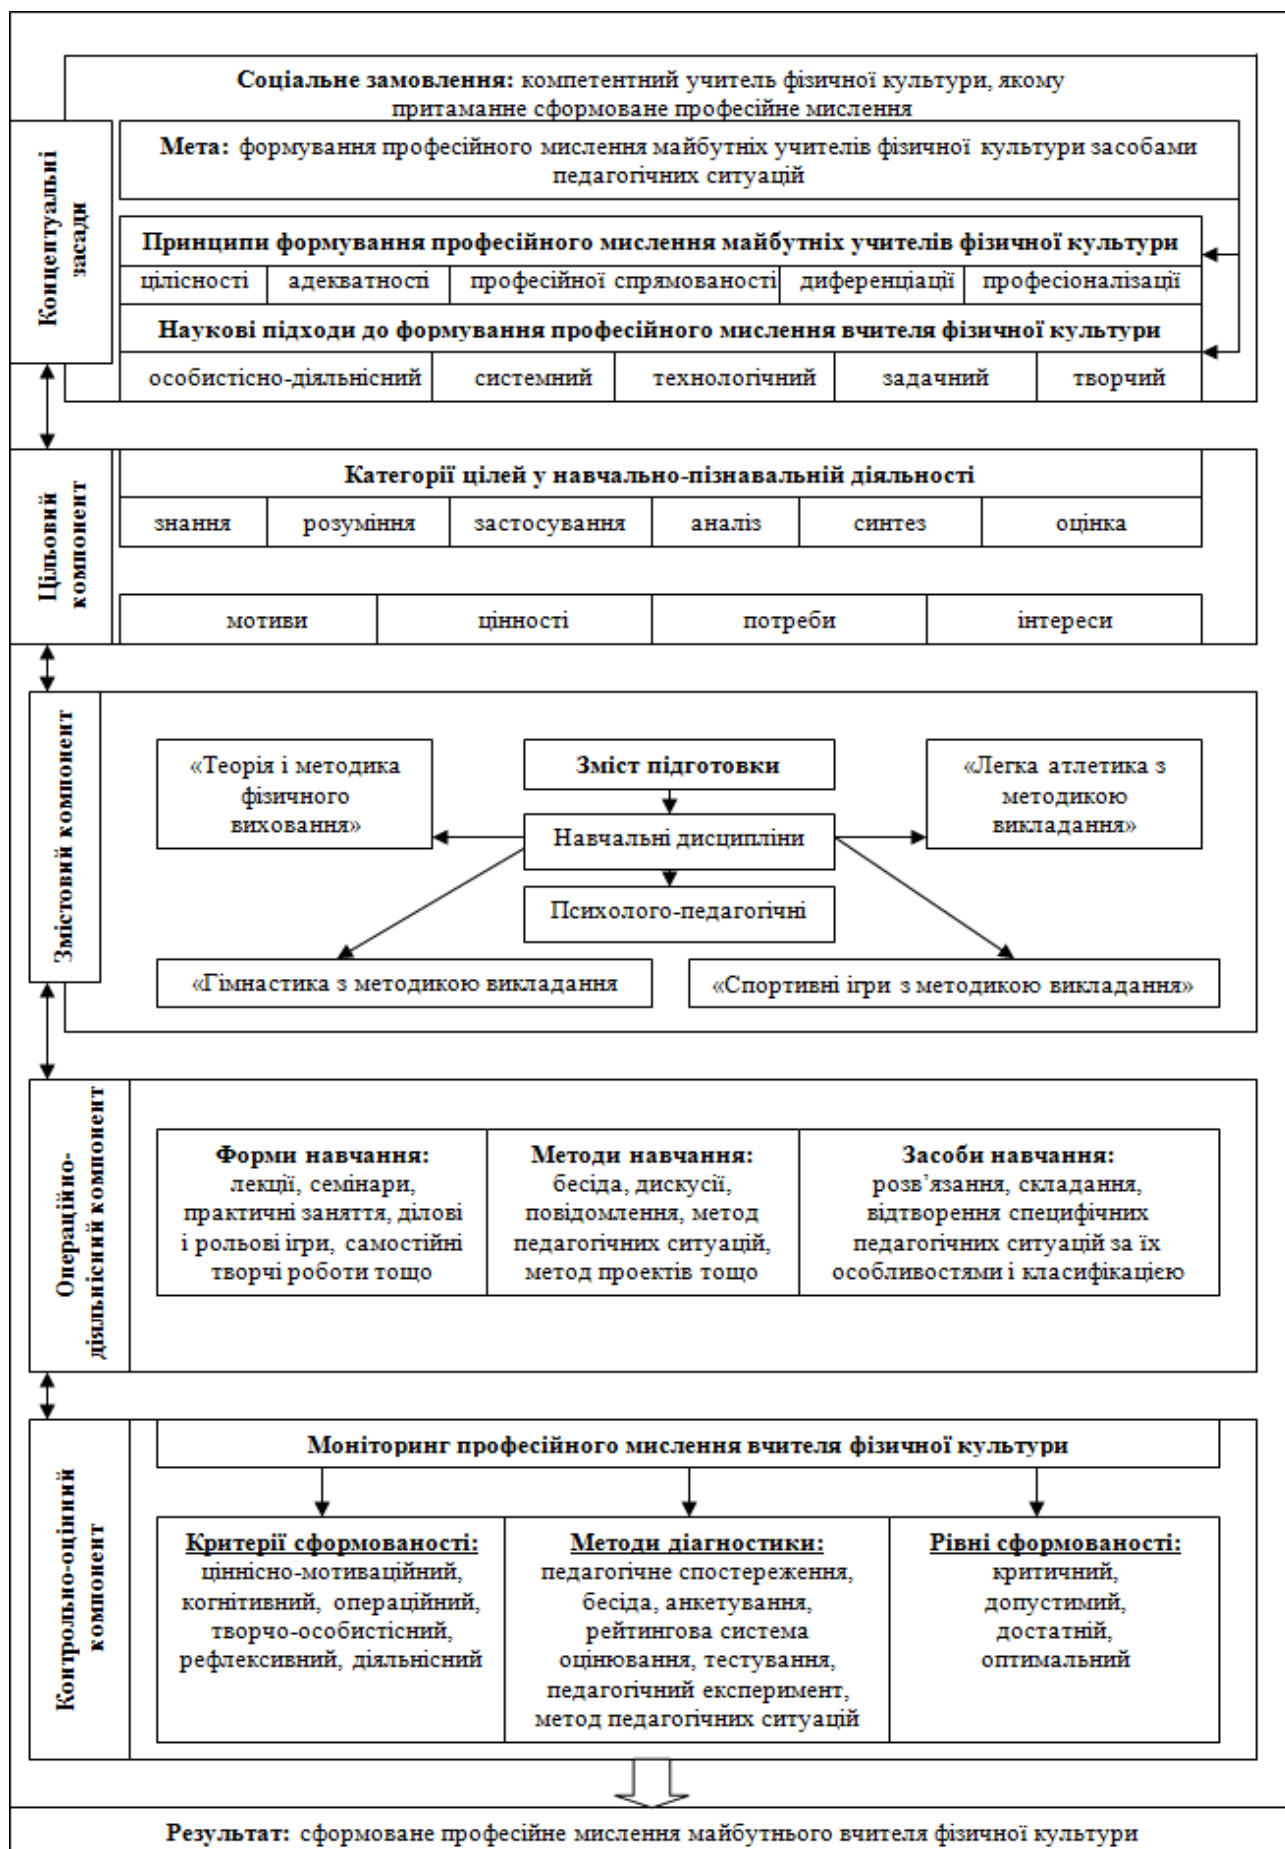 Соціальне замовлення: компетентний учитель фізичної культури, якому
притаманне сформоване професійне мислення
Концептуальні
засади
Мета: формування професійного мислення майбутніх учителів фізичної культури засобами
педагогічних ситуацій
Принципи формування професійного мислення майбутніх учителів фізичної культури
цілісності адекватності професійної спрямованості диференціації професіоналізації
Наукові підходи до формування професійного мислення вчителя фізичної культури
особистісно-діяльнісний системний технологічний задачний творчий
Цільовий
компонент
Категорії цілей у навчально-пізнавальній діяльності
знання розуміння застосування аналіз синтез оцінка
мотиви цінності потреби інтереси
Змістовий компонент
«Теорія і методика
фізичного
виховання»
Зміст підготовки
«Легка атлетика з
методикою
викладання»
Навчальні дисципліни
Психолого-педагогічні
«Гімнастика з методикою викладання
«Спортивні ігри з методикою викладання»
Операційно-
діяльнісний компонент
Форми навчання:
лекції, семінари,
практичні заняття, ділові
і рольові ігри, самостійні
творчі роботи тощо
Методи навчання:
бесіда, дискусії,
повідомлення, метод
педагогічних ситуацій,
метод проектів тощо
Засоби навчання:
розв’язання, складання,
відтворення специфічних
педагогічних ситуацій за їх
особливостями і класифікацією
Контрольно-оцінний
компонент
Моніторинг професійного мислення вчителя фізичної культури
Критерії сформованості:
ціннісно-мотиваційний,
когнітивний, операційний,
творчо-особистісний,
рефлексивний, діяльнісний
Методи діагностики:
педагогічне спостереження,
бесіда, анкетування,
рейтингова система
оцінювання, тестування,
педагогічний експеримент,
метод педагогічних ситуацій
Рівні сформованості:
критичний,
допустимий,
достатній,
оптимальний
Результат: сформоване професійне мислення майбутнього вчителя фізичної культури